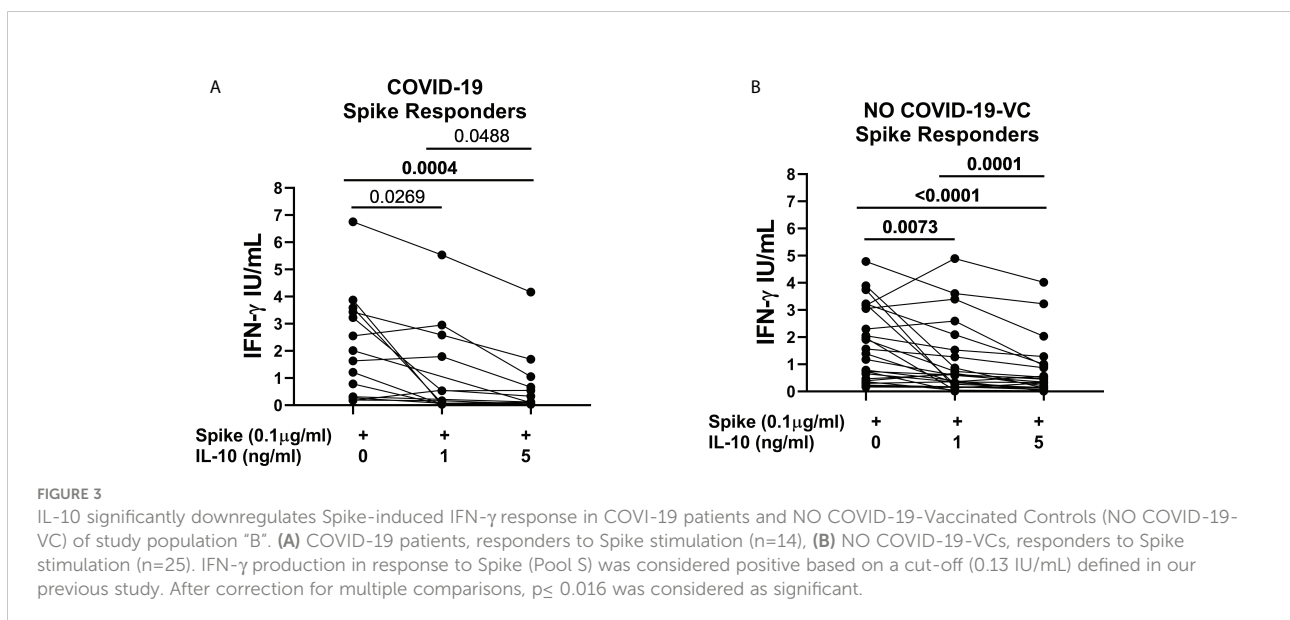 A
COVID-19
Spike Responders
0.0488
0.0004
0.0269
8
7
6
5
4
3
2
1
0
IFN-γ IU/mL
Spike (0.1μg/ml) + + +
IL-10 (ng/ml) 0 1 5
B
NO COVID-19-VC
Spike Responders
0.0001
<0.0001
0.0073
8
7
6
5
4
3
2
1
0
IFN-γ IU/mL
Spike (0.1μg/ml) + + +
IL-10 (ng/ml) 0 1 5
FIGURE 3
IL-10 significantly downregulates Spike-induced IFN-γ response in COVI-19 patients and NO COVID-19-Vaccinated Controls (NO COVID-19-
VC) of study population “B”. (A) COVID-19 patients, responders to Spike stimulation (n=14), (B) NO COVID-19-VCs, responders to Spike
stimulation (n=25). IFN-γ production in response to Spike (Pool S) was considered positive based on a cut-off (0.13 IU/mL) defined in our
previous study. After correction for multiple comparisons, p≤ 0.016 was considered as significant.